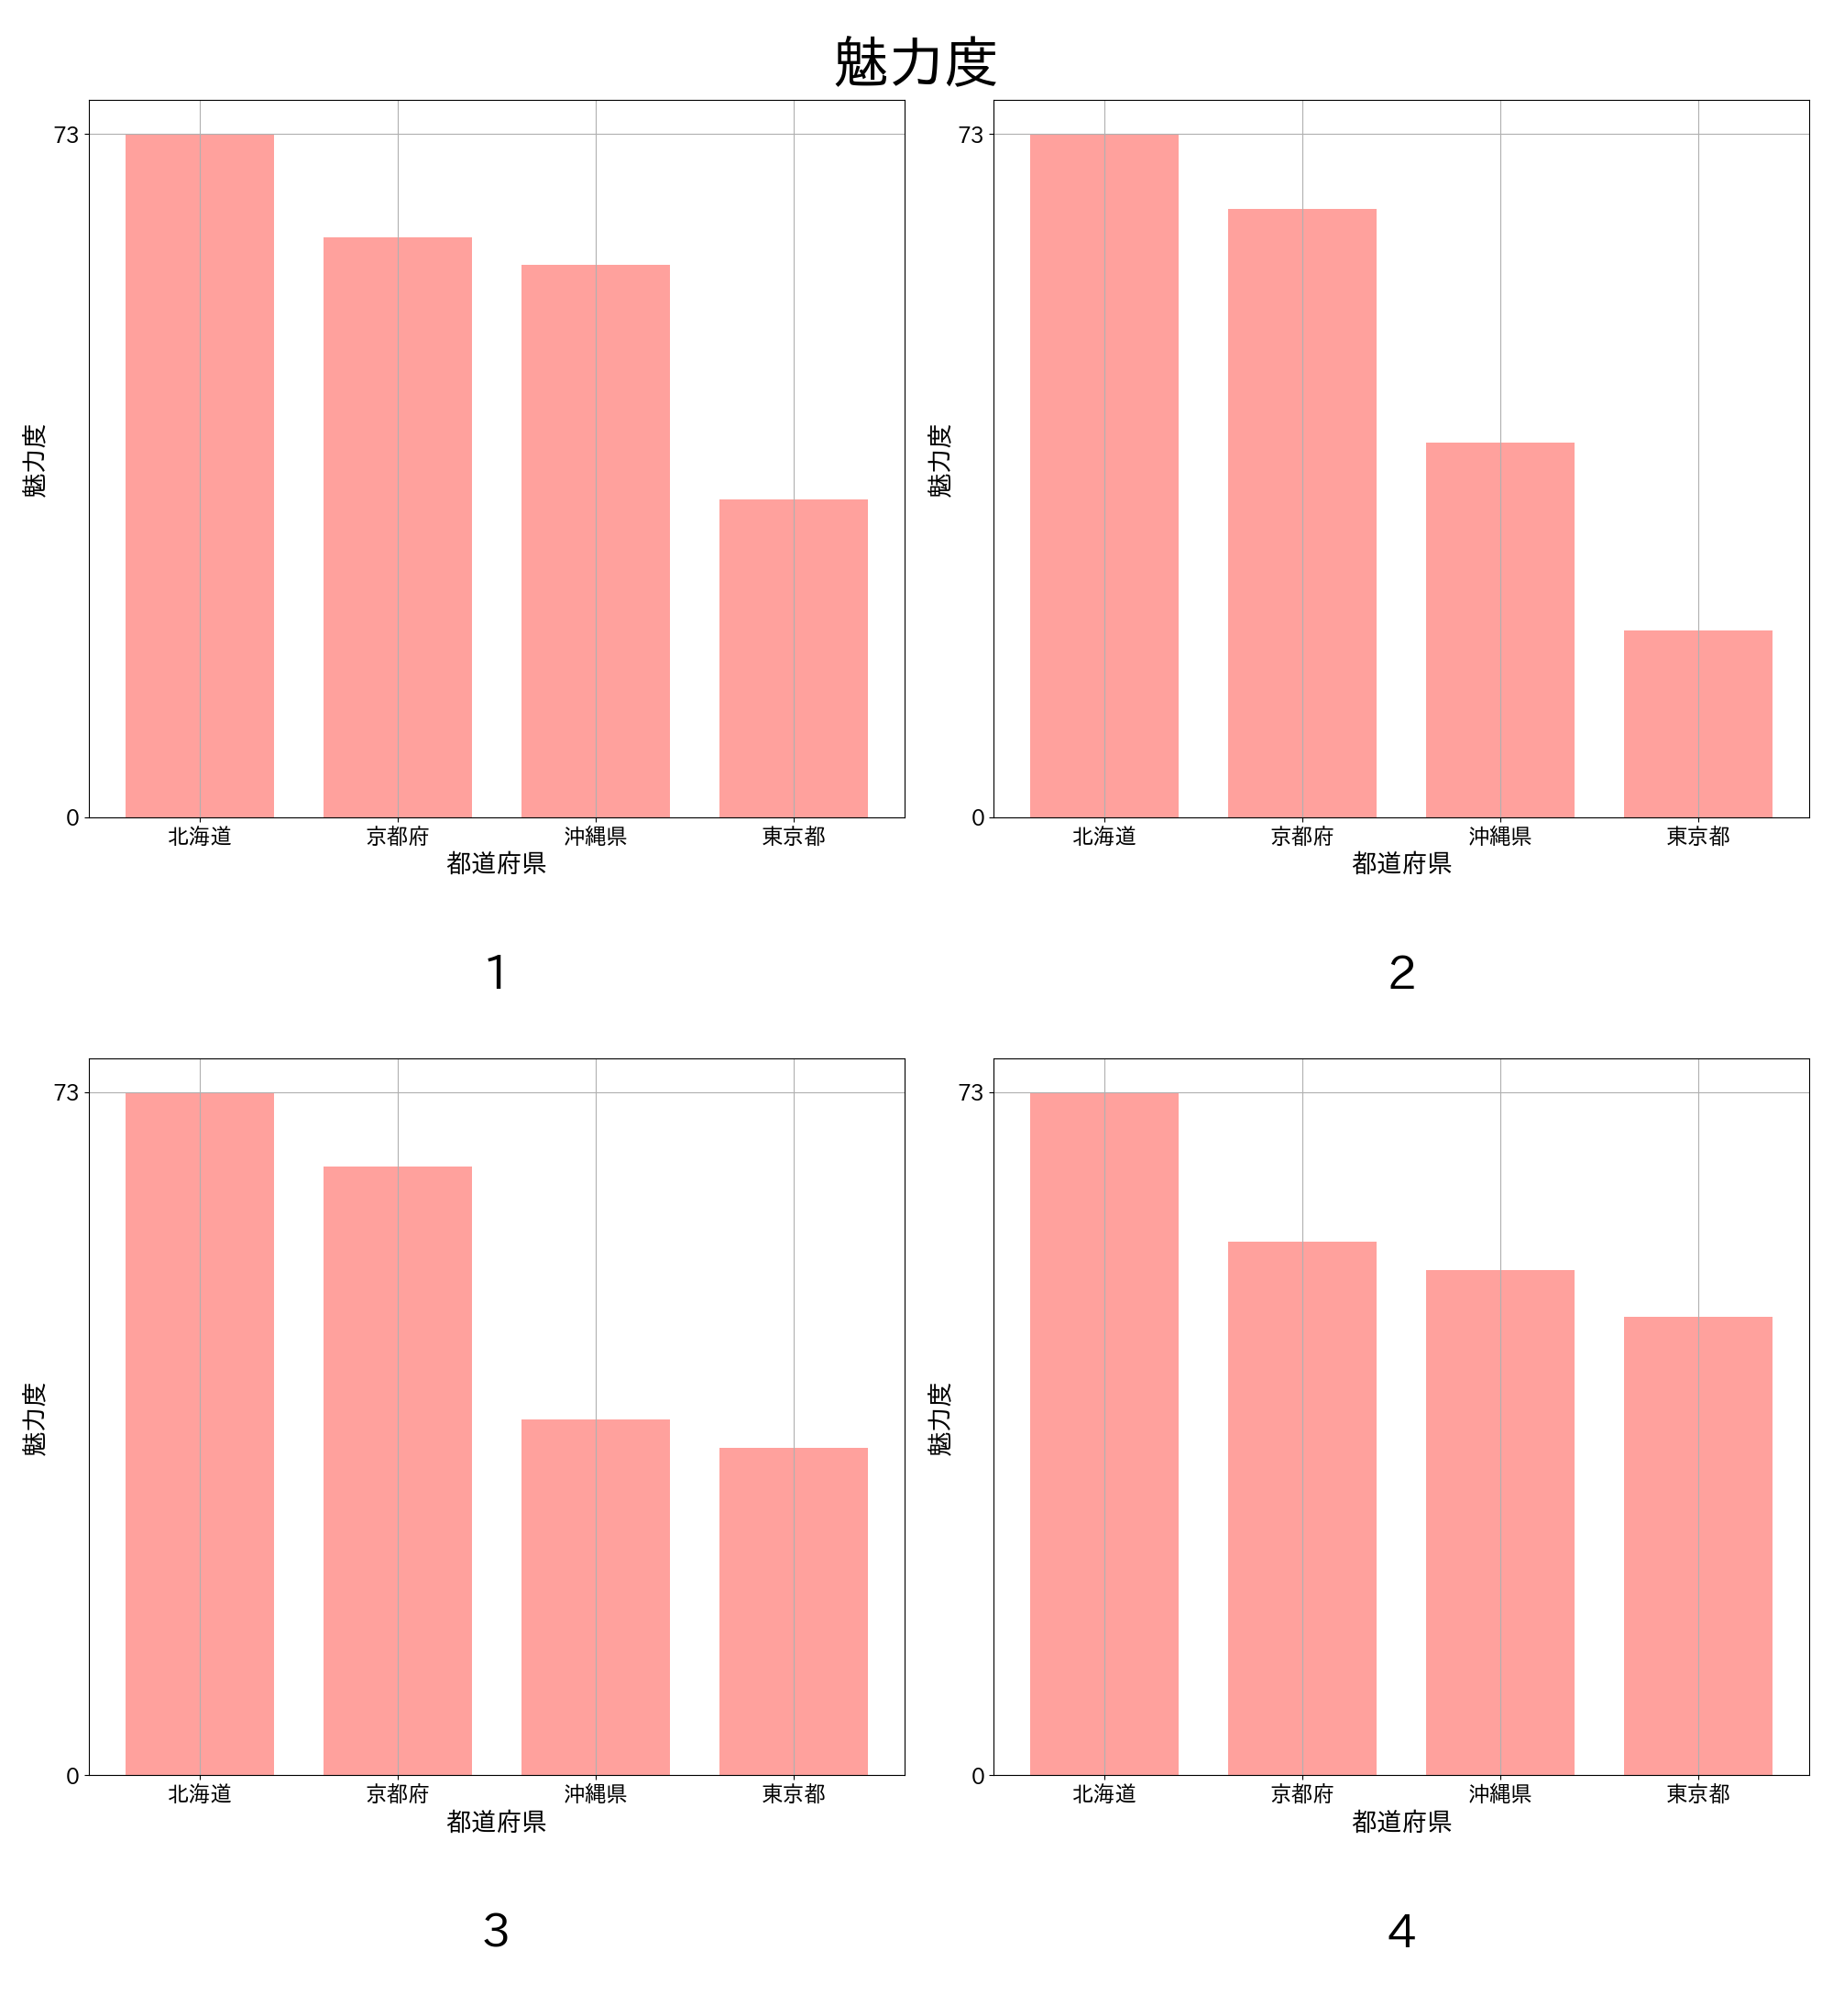 魅力度
73
0
魅力度
北海道 京都府 沖縄県 東京都
都道府県
1
73
0
魅力度
北海道 京都府 沖縄県 東京都
都道府県
2
73
0
魅力度
北海道 京都府 沖縄県 東京都
都道府県
3
73
0
魅力度
北海道 京都府 沖縄県 東京都
都道府県
4